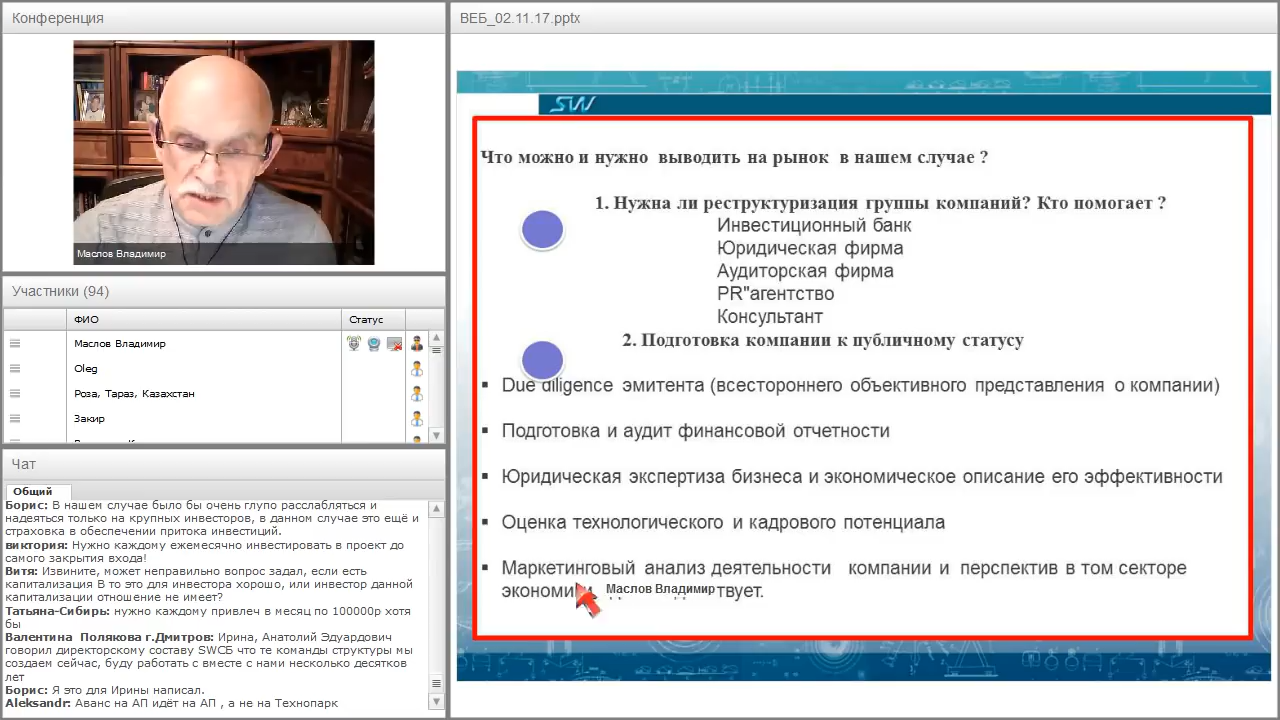 Конференция
Маслов Владимир
Участники (94)
ФИО
Статус
Маслов Владимир
Oleg
Роза, Тараз, Казахстан
Закир
Чат
Общий
Борис: В нашем случае было бы очень глупо расслабляться и
надеяться только на крупных инвесторов, в данном случае это ещё и
страховка в обеспечении притока инвестиций.
виктория: Нужно каждому ежемесячно инвестировать в проект до
самого закрытия входа!
Витя: Извините, может неправильно вопрос задал, если есть
капитализация В то это для инвестора хорошо, или инвестор данной
капитализации отношение не имеет?
Татьяна-Сибирь: нужно каждому привлеч в месяц по 100000р хотя
бы
Валентина Полякова г.Дмитров: Ирина, Анатолий Эдуардович
говорил директорскому составу SWCБ что те команды структуры мы
создаем сейчас, буду работать с вместе с нами несколько десятков
лет
Борис: Я это для Ирины написал.
Aleksandr: Аванс на АП идёт на АП , а не на Технопарк
ВЕБ_02.11.17.pptx
SW
Что можно и нужно выводить на рынок в нашем случае ?
1. Нужна ли реструктуризация группы компаний? Кто помогает ?
Инвестиционный банк
Юридическая фирма
Аудиторская фирма
PR"агентство
Консультант
2. Подготовка компании к публичному статусу
▪ Due diligence эмитента (всестороннего объективного представления о компании)
▪ Подготовка и аудит финансовой отчетности
▪ Юридическая экспертиза бизнеса и экономическое описание его эффективности
▪ Оценка технологического и кадрового потенциала
▪ Маркетинговый анализ деятельности компании и перспектив в том секторе
экономики, Маслов Владимир твует.